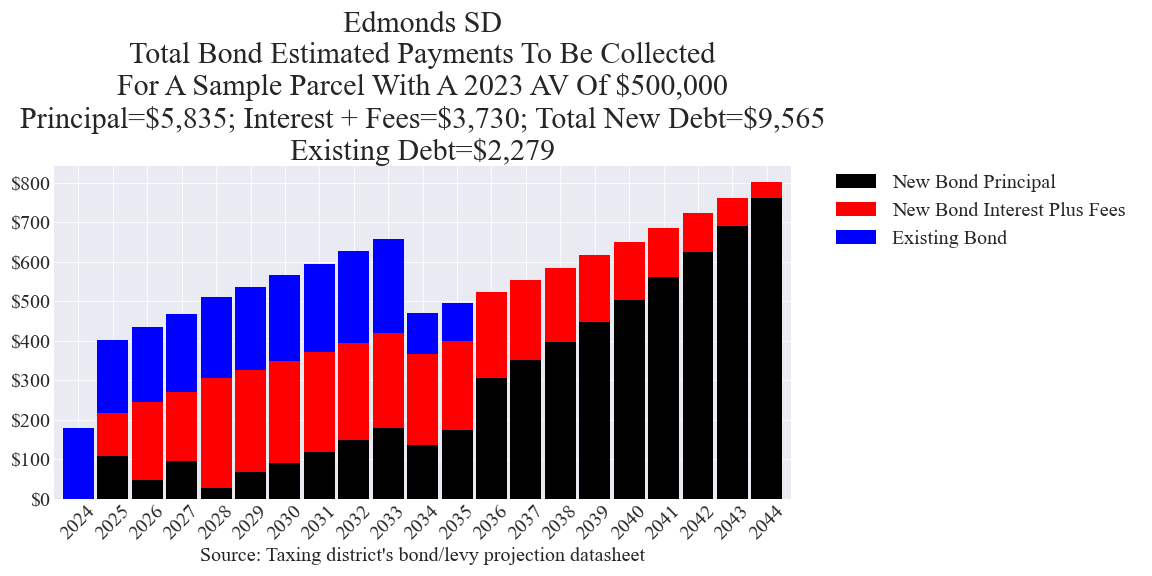 Edmonds SD
Total Bond Estimated Payments To Be Collected
For A Sample Parcel With A 2023 AV Of $500,000
Principal=$5,835; Interest + Fees=$3,730; Total New Debt=$9,565
Existing Debt=$2,279
$800
$700
$600
$500
$400
$300
$200
$100
$0
New Bond Principal
New Bond Interest Plus Fees
Existing Bond
2024 2025 2026 2027 2028 2029 2030 2031 2032 2033 2034 2035 2036 2037 2038 2039 2040 2041 2042 2043 2044
Source: Taxing district's bond/levy projection datasheet